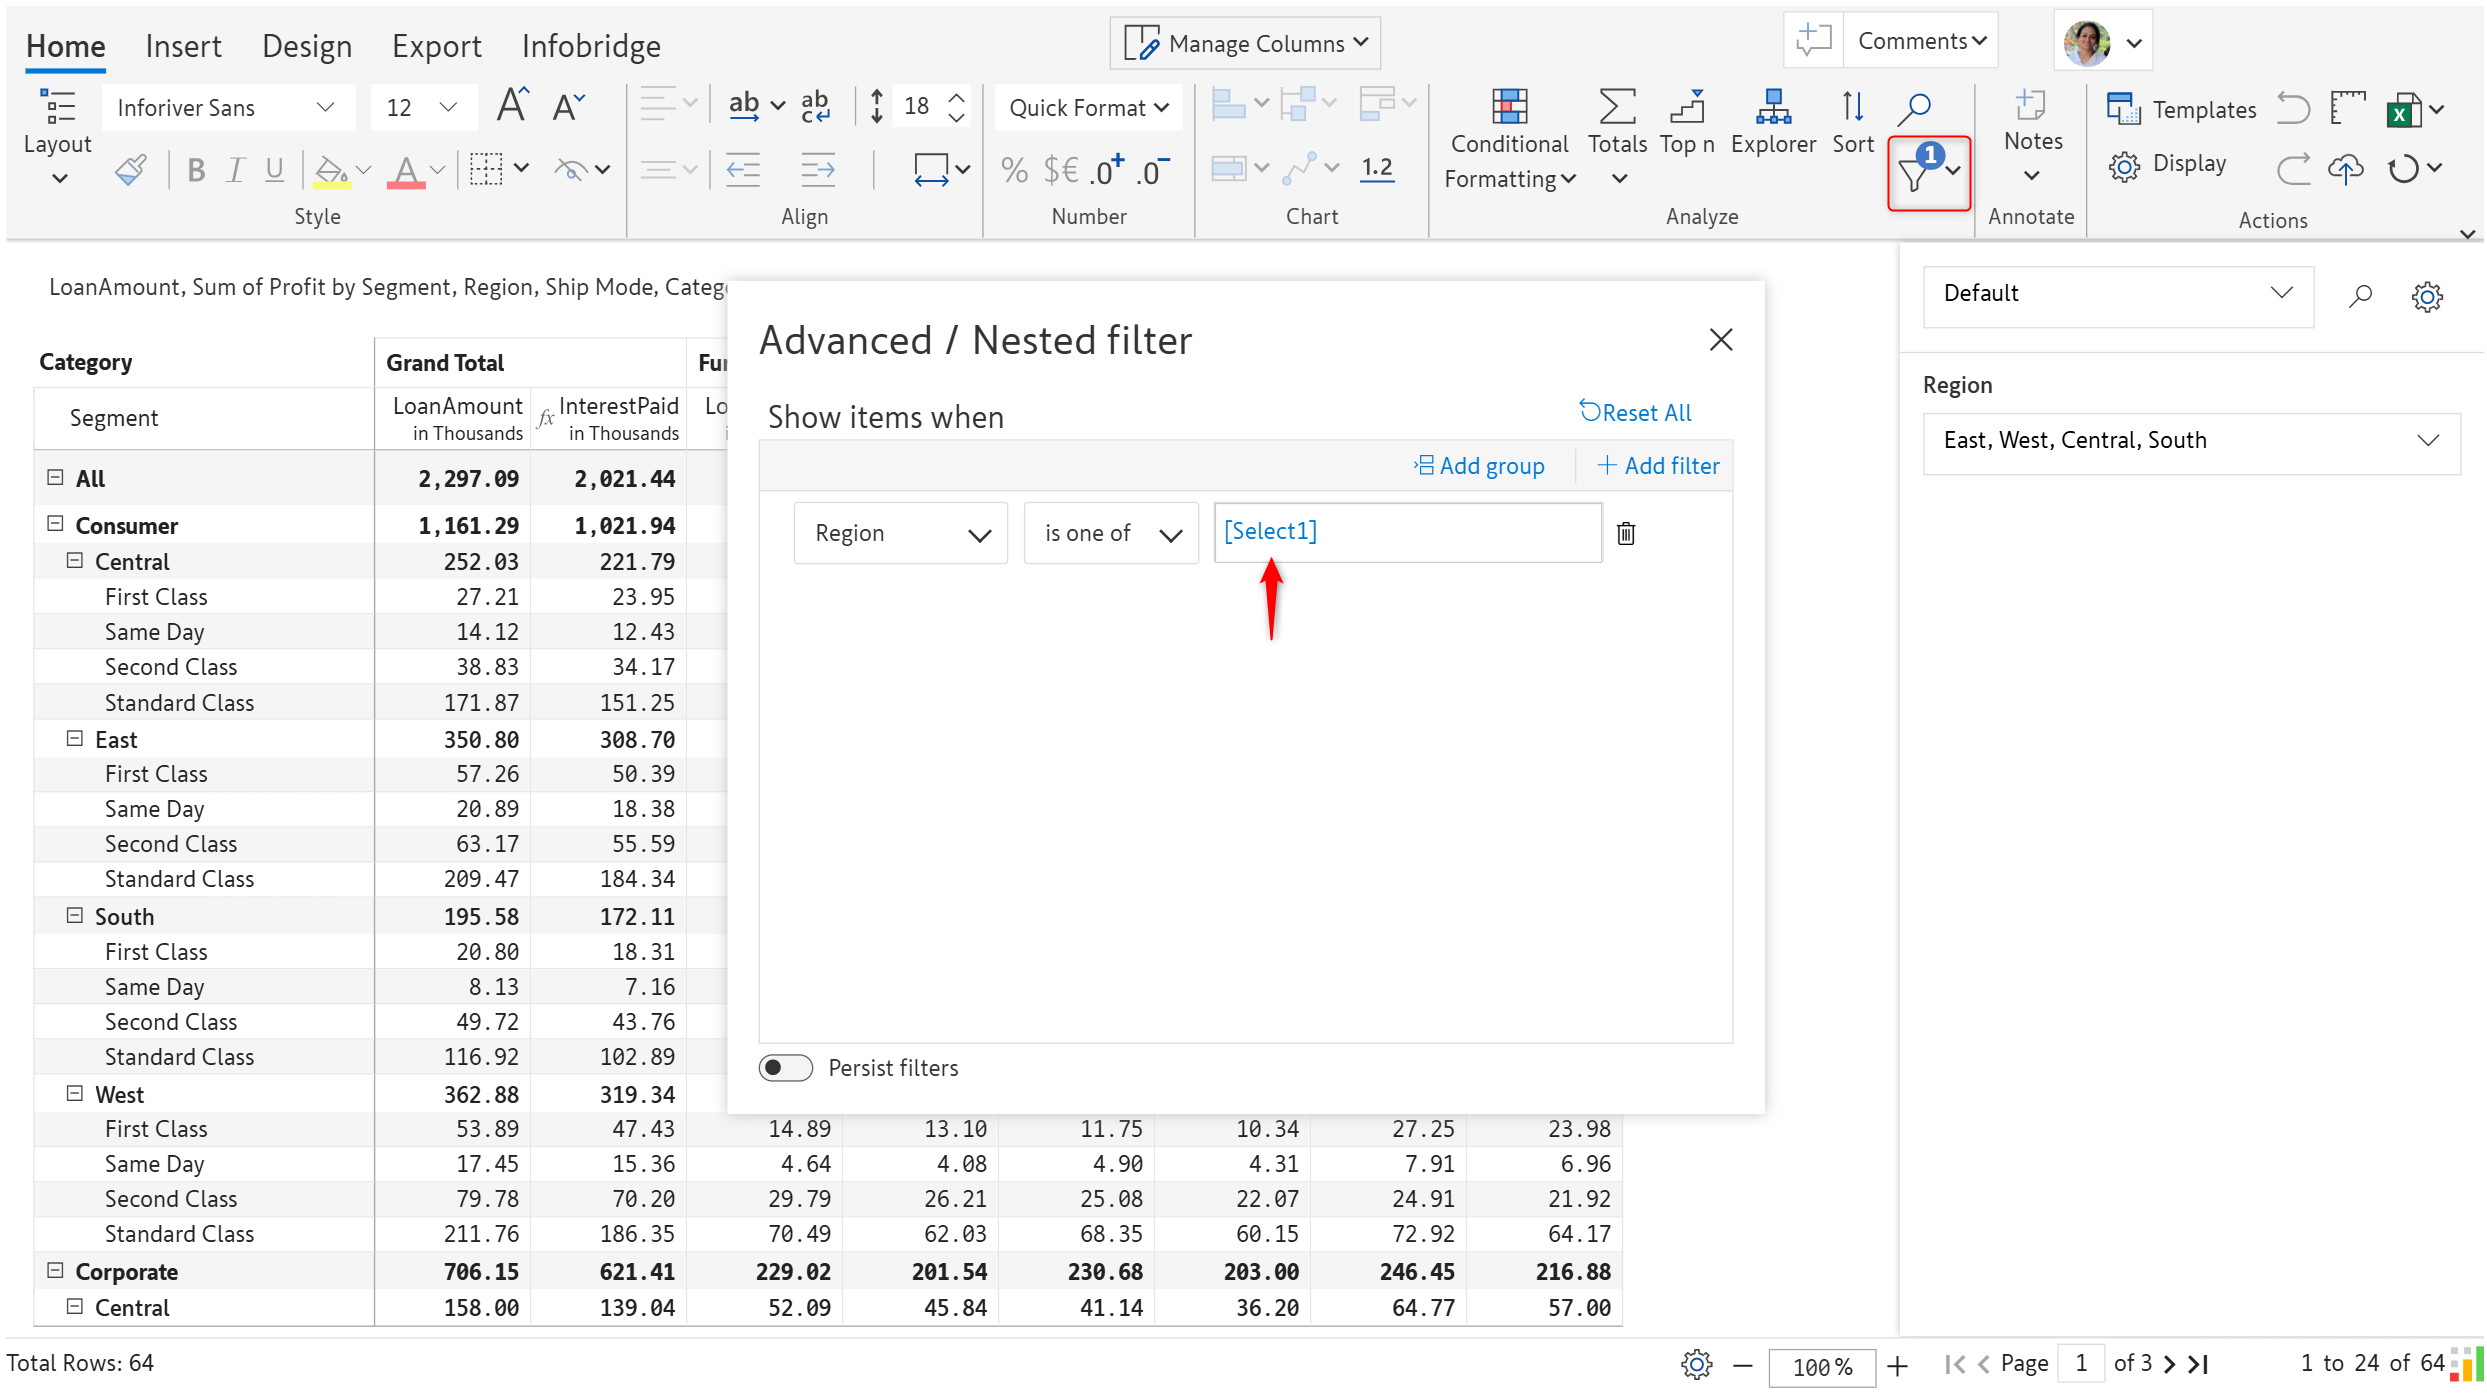 Home Insert Design Export Infobridge Manage Columns Comments
Layout Inforiver Sans 12 A A ab ab c 18 Quick Format Conditional Formatting Totals Top n Explorer Sort 1 Notes Templates
B I U A % $€ .0+ .0- 1.2 Display
Style Align Number Chart Analyze Annotate Actions
LoanAmount, Sum of Profit by Segment, Region, Ship Mode, Catego
Default
Region
East, West, Central, South
Advanced / Nested filter
Show items when Reset All
Add group Add filter
Region is one of [Select1]
Persist filters
Category Grand Total Fur
Segment LoanAmount in Thousands fx InterestPaid in Thousands Lo
All 2,297.09 2,021.44
Consumer 1,161.29 1,021.94
Central 252.03 221.79
First Class 27.21 23.95
Same Day 14.12 12.43
Second Class 38.83 34.17
Standard Class 171.87 151.25
East 350.80 308.70
First Class 57.26 50.39
Same Day 20.89 18.38
Second Class 63.17 55.59
Standard Class 209.47 184.34
South 195.58 172.11
First Class 20.80 18.31
Same Day 8.13 7.16
Second Class 49.72 43.76
Standard Class 116.92 102.89
West 362.88 319.34
First Class 53.89 47.43 14.89 13.10 11.75 10.34 27.25 23.98
Same Day 17.45 15.36 4.64 4.08 4.90 4.31 7.91 6.96
Second Class 79.78 70.20 29.79 26.21 25.08 22.07 24.91 21.92
Standard Class 211.76 186.35 70.49 62.03 68.35 60.15 72.92 64.17
Corporate 706.15 621.41 229.02 201.54 230.68 203.00 246.45 216.88
Central 158.00 139.04 52.09 45.84 41.14 36.20 64.77 57.00
Total Rows: 64 100 % Page 1 of 3 1 to 24 of 64